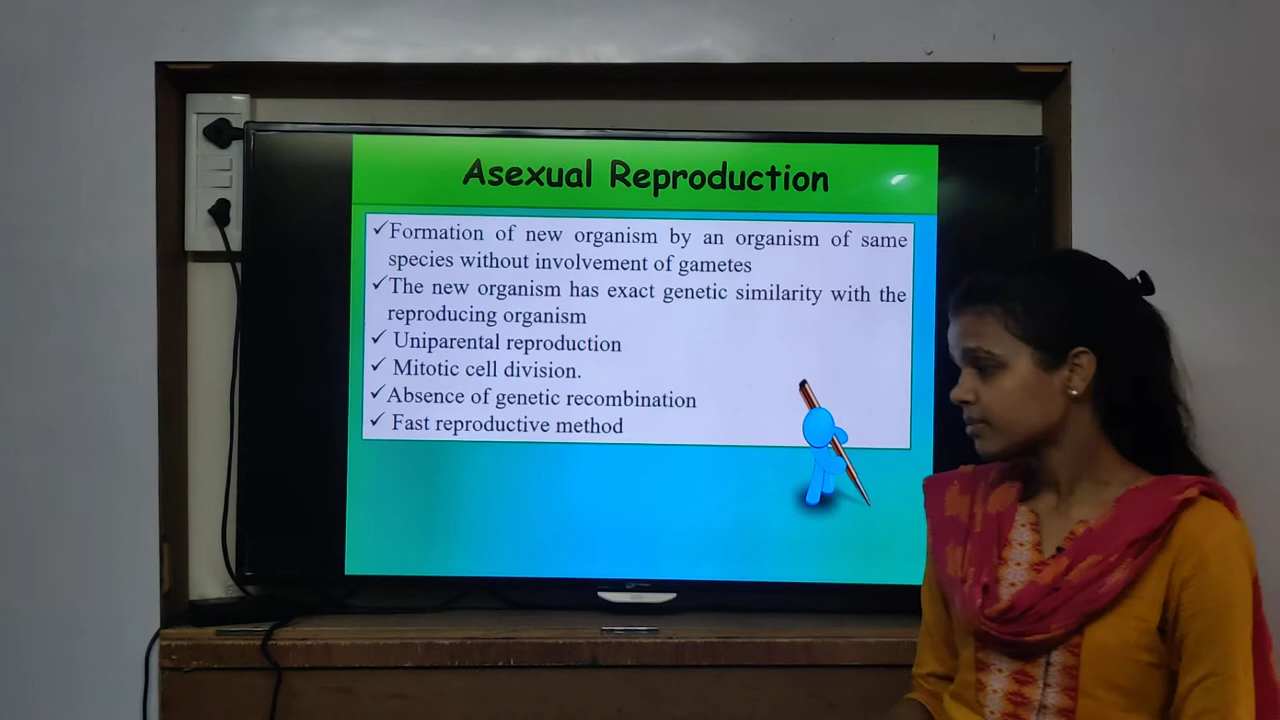 Asexual Reproduction
✓Formation of new organism by an organism of same
species without involvement of gametes
✓The new organism has exact genetic similarity with the
reproducing organism
✓ Uniparental reproduction
✓ Mitotic cell division.
✓Absence of genetic recombination
✓ Fast reproductive method